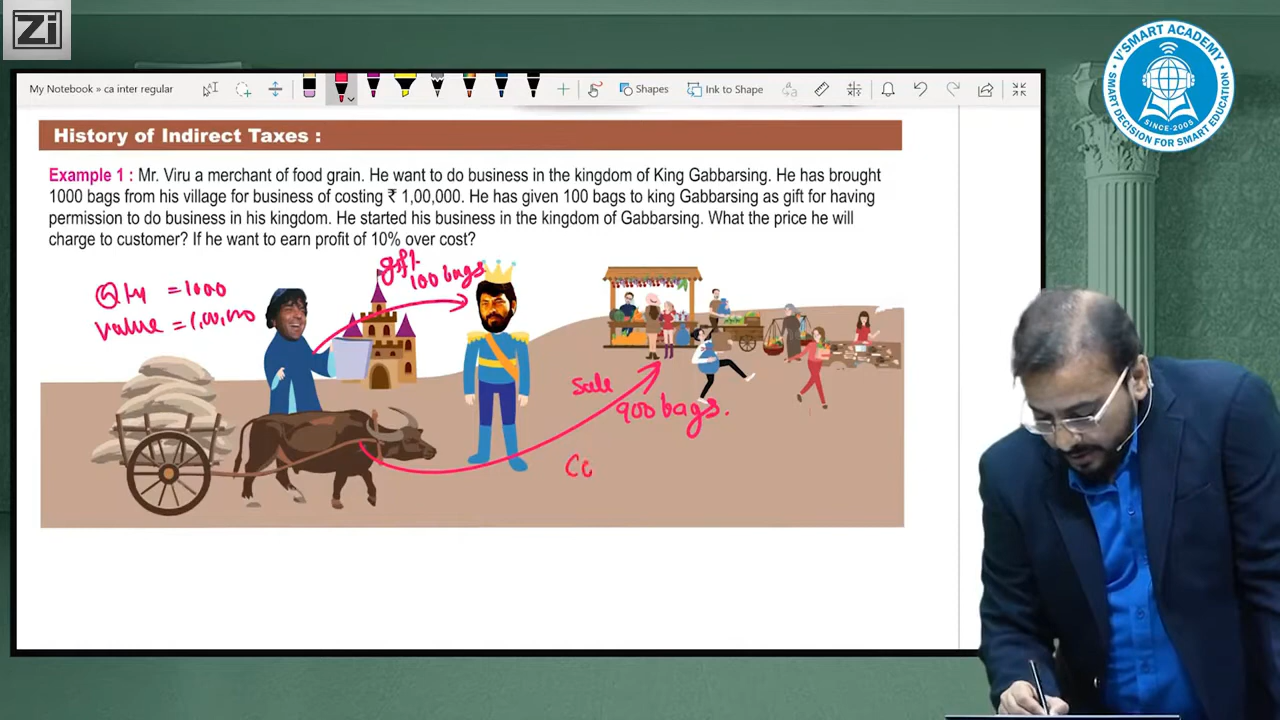 Zi
My Notebook » ca inter regular
Shapes
Ink to Shape
V'SMART ACADEMY
SINCE-2005
SMART DECISION FOR SMART EDUCATION
History of Indirect Taxes :
Example 1 : Mr. Viru a merchant of food grain. He want to do business in the kingdom of King Gabbarsing. He has brought
1000 bags from his village for business of costing ₹ 1,00,000. He has given 100 bags to king Gabbarsing as gift for having
permission to do business in his kingdom. He started his business in the kingdom of Gabbarsing. What the price he will
charge to customer? If he want to earn profit of 10% over cost?
gift
100 bags
Qty = 1000
Value = 1,00,000
Sale
900 bags.
Co